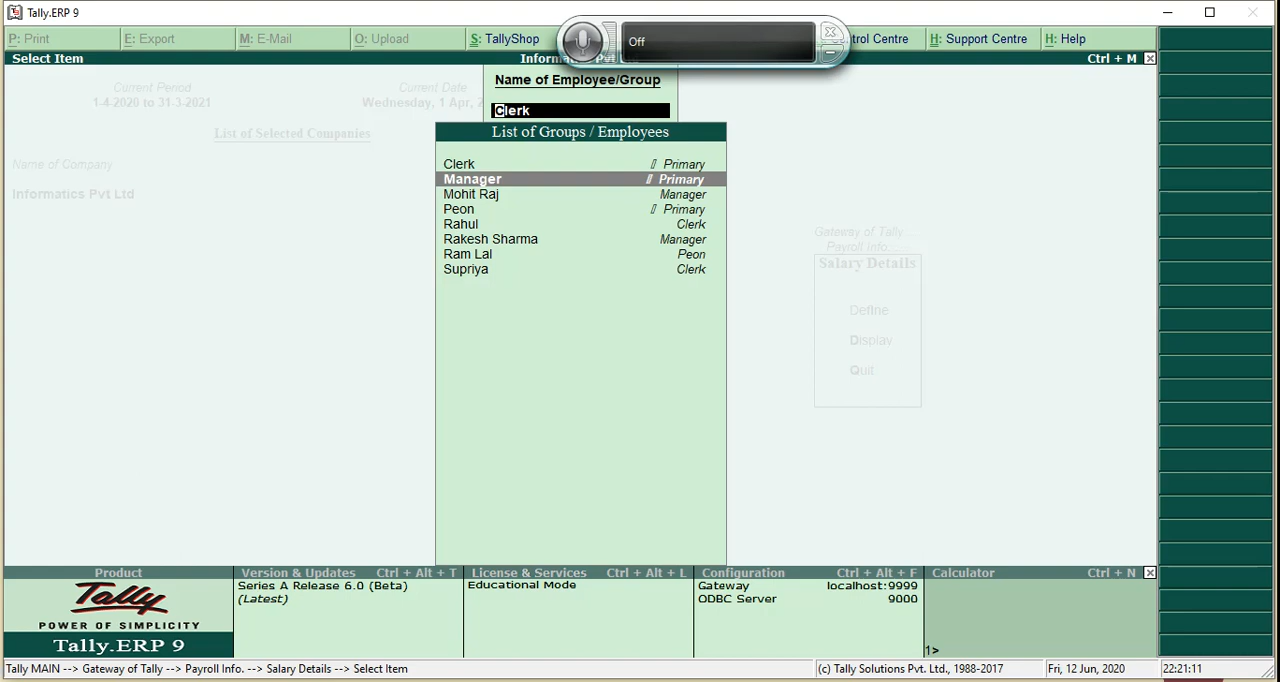 Tally.ERP 9
P: Print
E: Export
M: E-Mail
O: Upload
S: TallyShop
Off
ntrol Centre
H: Support Centre
H: Help
Select Item
Ctrl + M
Name of Employee/Group
Clerk
Current Period
1-4-2020 to 31-3-2021
Current Date
Wednesday, 1 Apr, 2
List of Selected Companies
Name of Company
Informatics Pvt Ltd
List of Groups / Employees
Clerk Primary
Manager Primary
Mohit Raj Manager
Peon Primary
Rahul Clerk
Rakesh Sharma Manager
Ram Lal Peon
Supriya Clerk
Gateway of Tally.....
Payroll Info......
Salary Details
Define
Display
Quit
Product
Tally
POWER OF SIMPLICITY
Tally.ERP 9
Version & Updates Ctrl + Alt + T
Series A Release 6.0 (Beta)
(Latest)
License & Services Ctrl + Alt + L
Educational Mode
Configuration Ctrl + Alt + F
Gateway localhost:9999
ODBC Server 9000
Calculator Ctrl + N
1>
Tally MAIN --> Gateway of Tally --> Payroll Info. --> Salary Details --> Select Item
(c) Tally Solutions Pvt. Ltd., 1988-2017
Fri, 12 Jun, 2020
22:21:11